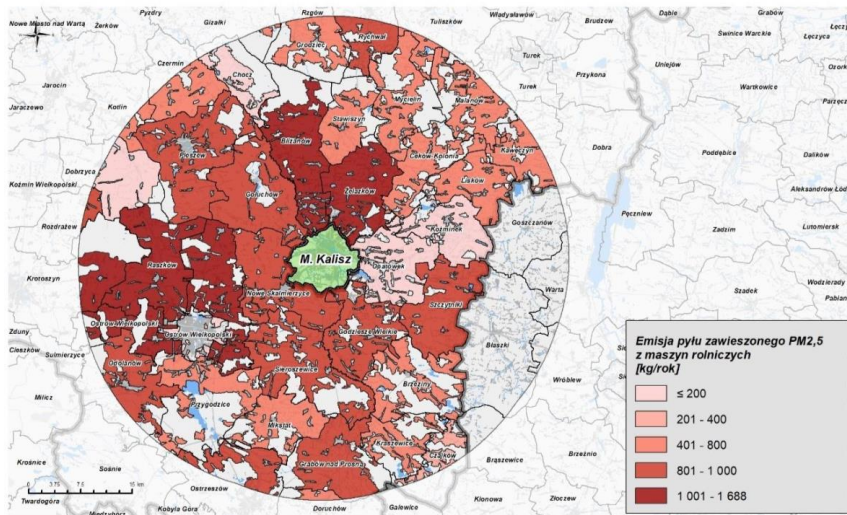 Nowe Miasto nad Wartą
Pyzdry
Gizałki
Rzgów
Tuliszków
Władysławów
Brudzew
Dąbie
Grabów
Żerków
Grodziec
Rychwał
Turek
Uniejów
Świnice Warckie
Łęczyca
Czermin
Chocz
Jarocin
Turek
Przykona
Wartkowice
Jaraczewo
Kotlin
Blizanów
Stawiszyn
Mycielin
Malanów
Kawęczyn
Dobra
Poddębice
Dalików
Pleszew
Ceków-Kolonia
Dobrzyca
Gołuchów
Żelazków
Lisków
Koźmin Wielkopolski
Pęczniew
Goszczanów
Rozdrażew
Koźminek
Zadzim
Lutomiersk
M. Kalisz
Opatówek
Krotoszyn
Raszków
Nowe Skalmierzyce
Szczytniki
Warta
Szadek
Wodzierady
Ostrów Wielkopolski
Ostrów Wielkopolski
Godziesze Wielkie
Zduny
Cieszków
Sulmierzyce
Błaszki
Odolanów
Sieroszewice
Wróblew
Brzeziny
Milicz
Przygodzice
Mikstat
Kraszewice
Czajków
Krośnice
Sośnie
Grabów nad Prosną
Brąszewice
Brzeźnio
Twardogóra
Ostrzeszów
Kobyla Góra
Doruchów
Galewice
Klonowa
Złoczew
Emisja pyłu zawieszonego PM2,5
z maszyn rolniczych
[kg/rok]
≤ 200
201 - 400
401 - 800
801 - 1 000
1 001 - 1 688